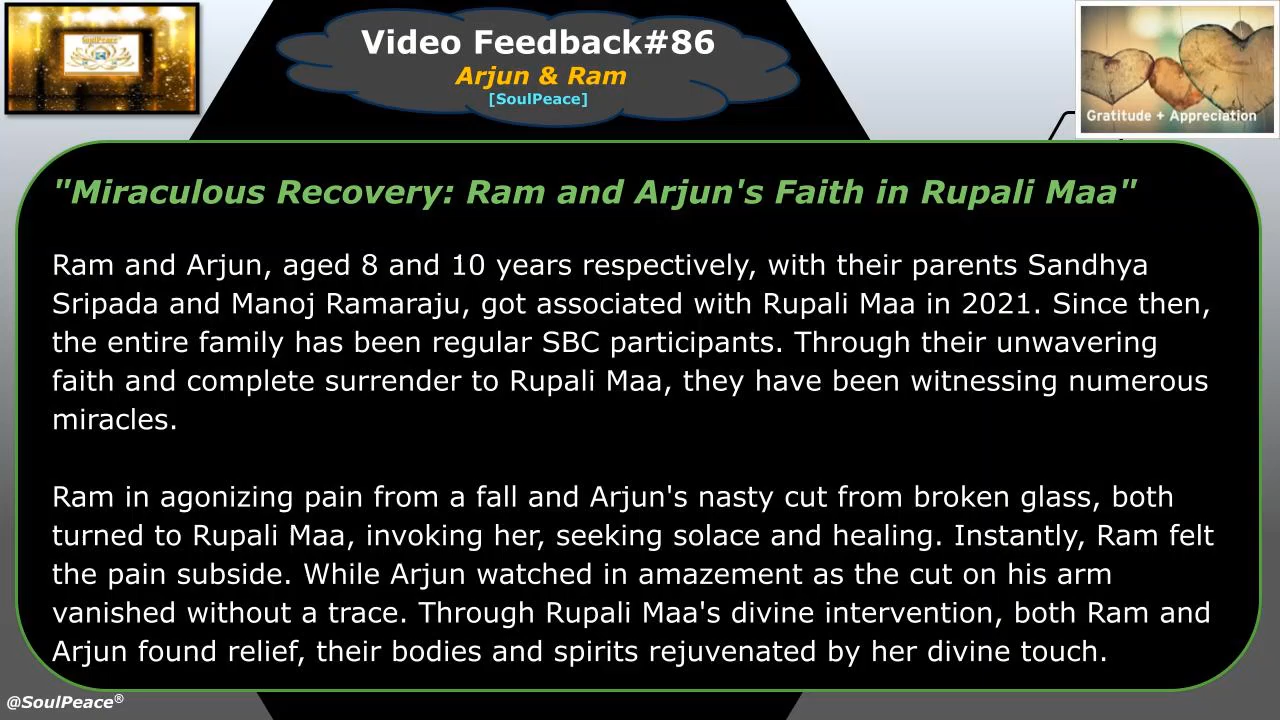 SoulPeace
Video Feedback#86
Arjun & Ram
[SoulPeace]
Gratitude + Appreciation
"Miraculous Recovery: Ram and Arjun's Faith in Rupali Maa"
Ram and Arjun, aged 8 and 10 years respectively, with their parents Sandhya
Sripada and Manoj Ramaraju, got associated with Rupali Maa in 2021. Since then,
the entire family has been regular SBC participants. Through their unwavering
faith and complete surrender to Rupali Maa, they have been witnessing numerous
miracles.
Ram in agonizing pain from a fall and Arjun's nasty cut from broken glass, both
turned to Rupali Maa, invoking her, seeking solace and healing. Instantly, Ram felt
the pain subside. While Arjun watched in amazement as the cut on his arm
vanished without a trace. Through Rupali Maa's divine intervention, both Ram and
Arjun found relief, their bodies and spirits rejuvenated by her divine touch.
@SoulPeace®